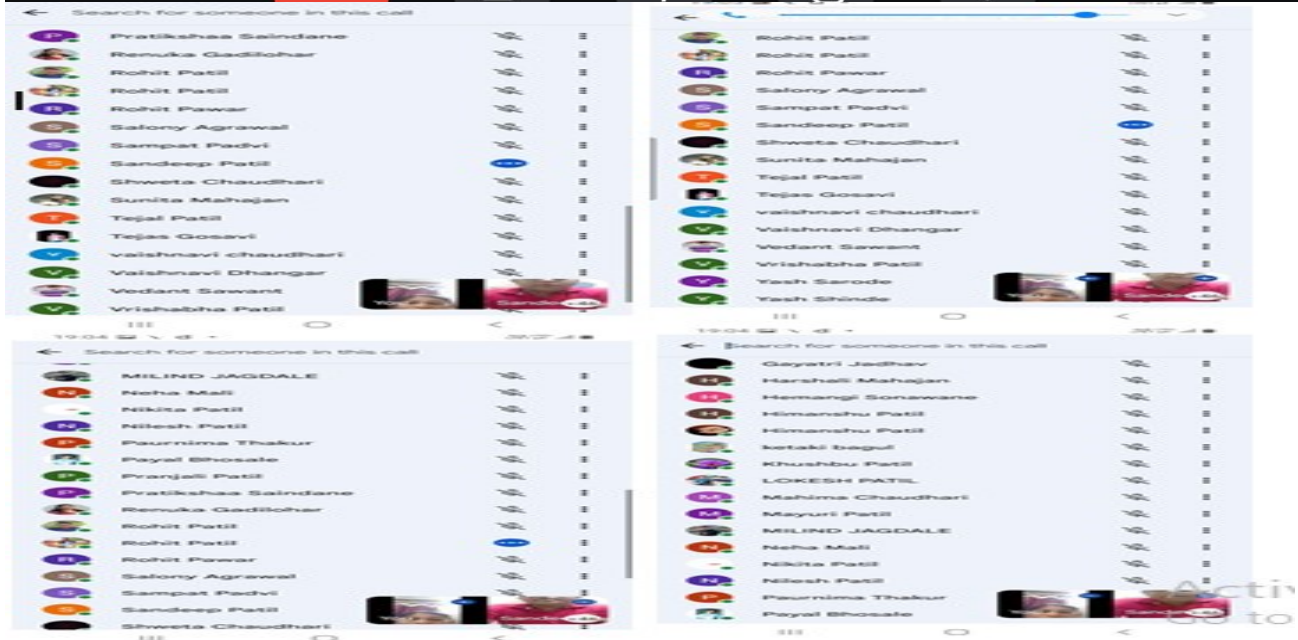 Search for someone in this call
Pratikshaa Saindane
Renuka Gadilohar
Rohit Patil
Rohit Patil
Rohit Pawar
Salony Agrawal
Sampat Padvi
Sandeep Patil
Shweta Chaudhari
Sunita Mahajan
Tejal Patil
Tejas Gosavi
vaishnavi chaudhari
Vaishnavi Dhangar
Vedant Sawant
Vrishabha Patil
Rohit Patil
Rohit Patil
Rohit Pawar
Salony Agrawal
Sampat Padvi
Sandeep Patil
Shweta Chaudhari
Sunita Mahajan
Tejal Patil
Tejas Gosavi
vaishnavi chaudhari
Vaishnavi Dhangar
Vedant Sawant
Vrishabha Patil
Yash Sarode
Yash Shinde
19:04
Search for someone in this call
MILIND JAGDALE
Neha Mali
Nikita Patil
Nilesh Patil
Paurnima Thakur
Payal Bhosale
Pranjali Patil
Pratikshaa Saindane
Renuka Gadilohar
Rohit Patil
Rohit Patil
Rohit Pawar
Salony Agrawal
Sampat Padvi
Sandeep Patil
Shweta Chaudhari
19:04
Search for someone in this call
Gayatri Jadhav
Harshali Mahajan
Hemangi Sonawane
Himanshu Patil
Himanshu Patil
ketaki bagul
Khushbu Patil
LOKESH PATIL
Mahima Chaudhari
Mayuri Patil
MILIND JAGDALE
Neha Mali
Nikita Patil
Nilesh Patil
Paurnima Thakur
Payal Bhosale
Activ
to